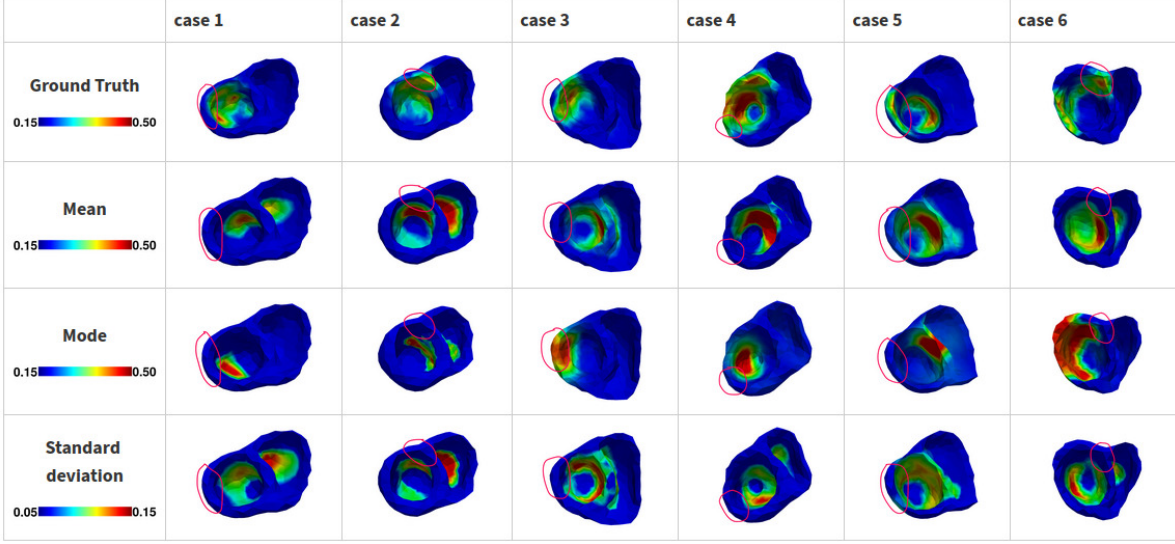 case 1 case 2 case 3 case 4 case 5 case 6
Ground Truth
0.15 0.50
Mean
0.15 0.50
Mode
0.15 0.50
Standard
deviation
0.05 0.15